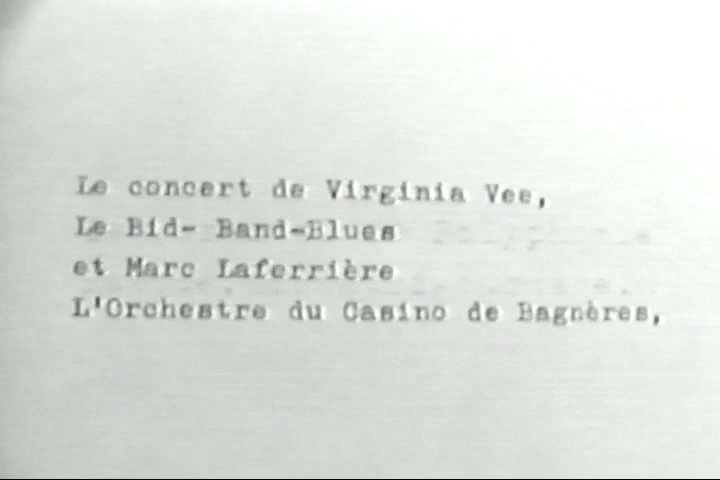 Le concert de Virginia Vee,
Le Bid- Band-Blues
et Marc Laferrière
L'Orchestre du Casino de Bagnères,